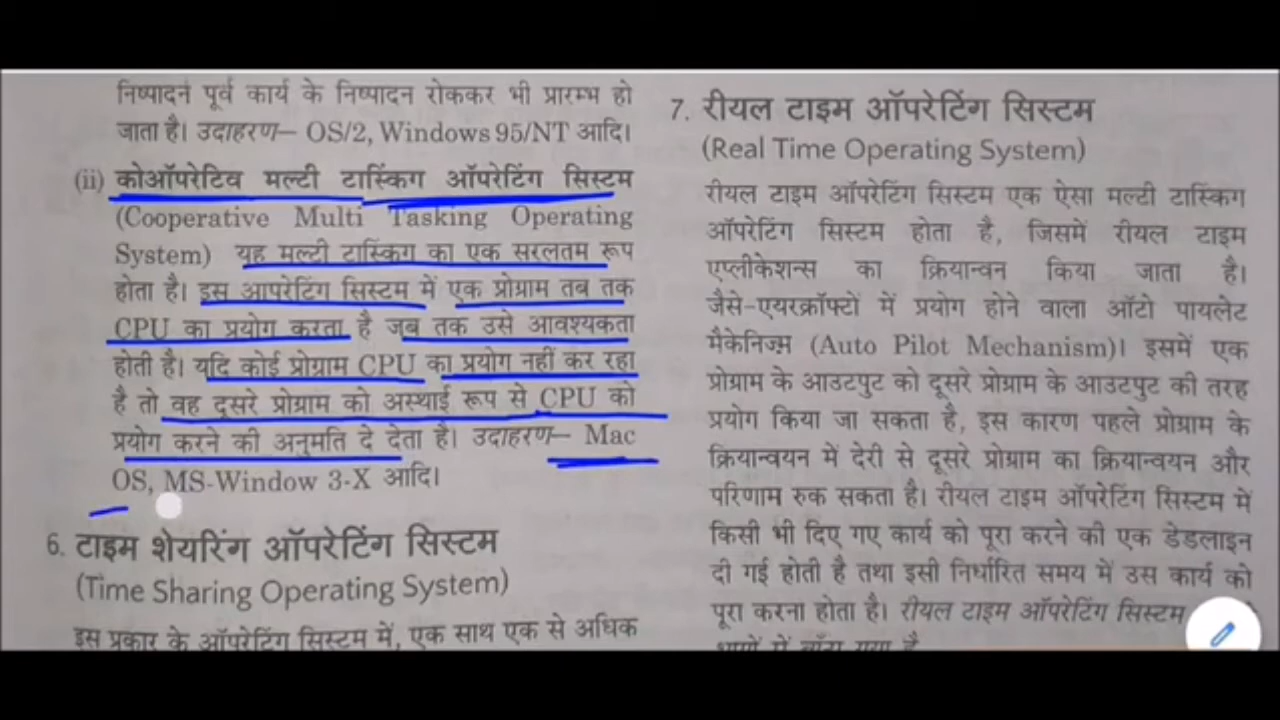 निष्पादन पूर्व कार्य के निष्पादन रोककर भी प्रारम्भ हो
जाता है। उदाहरण– OS/2, Windows 95/NT आदि।
(ii) कोऑपरेटिव मल्टी टास्किंग ऑपरेटिंग सिस्टम
(Cooperative Multi Tasking Operating
System) यह मल्टी टास्किंग का एक सरलतम रूप
होता है। इस आपरेटिंग सिस्टम में एक प्रोग्राम तब तक
CPU का प्रयोग करता है जब तक उसे आवश्यकता
होती है। यदि कोई प्रोग्राम CPU का प्रयोग नहीं कर रहा
है तो वह दूसरे प्रोग्राम को अस्थाई रूप से CPU को
प्रयोग करने की अनुमति दे देता है। उदाहरण– Mac
OS, MS-Window 3-X आदि।
6. टाइम शेयरिंग ऑपरेटिंग सिस्टम
(Time Sharing Operating System)
इस प्रकार के ऑपरेटिंग सिस्टम में, एक साथ एक से अधिक
7. रीयल टाइम ऑपरेटिंग सिस्टम
(Real Time Operating System)
रीयल टाइम ऑपरेटिंग सिस्टम एक ऐसा मल्टी टास्किंग
ऑपरेटिंग सिस्टम होता है, जिसमें रीयल टाइम
एप्लीकेशन्स का क्रियान्वन किया जाता है।
जैसे–एयरक्रॉफ्टों में प्रयोग होने वाला ऑटो पायलेट
मैकेनिज्म (Auto Pilot Mechanism)। इसमें एक
प्रोग्राम के आउटपुट को दूसरे प्रोग्राम के आउटपुट की तरह
प्रयोग किया जा सकता है, इस कारण पहले प्रोग्राम के
क्रियान्वयन में देरी से दूसरे प्रोग्राम का क्रियान्वयन और
परिणाम रुक सकता है। रीयल टाइम ऑपरेटिंग सिस्टम में
किसी भी दिए गए कार्य को पूरा करने की एक डेडलाइन
दी गई होती है तथा इसी निर्धारित समय में उस कार्य को
पूरा करना होता है। रीयल टाइम ऑपरेटिंग सिस्टम